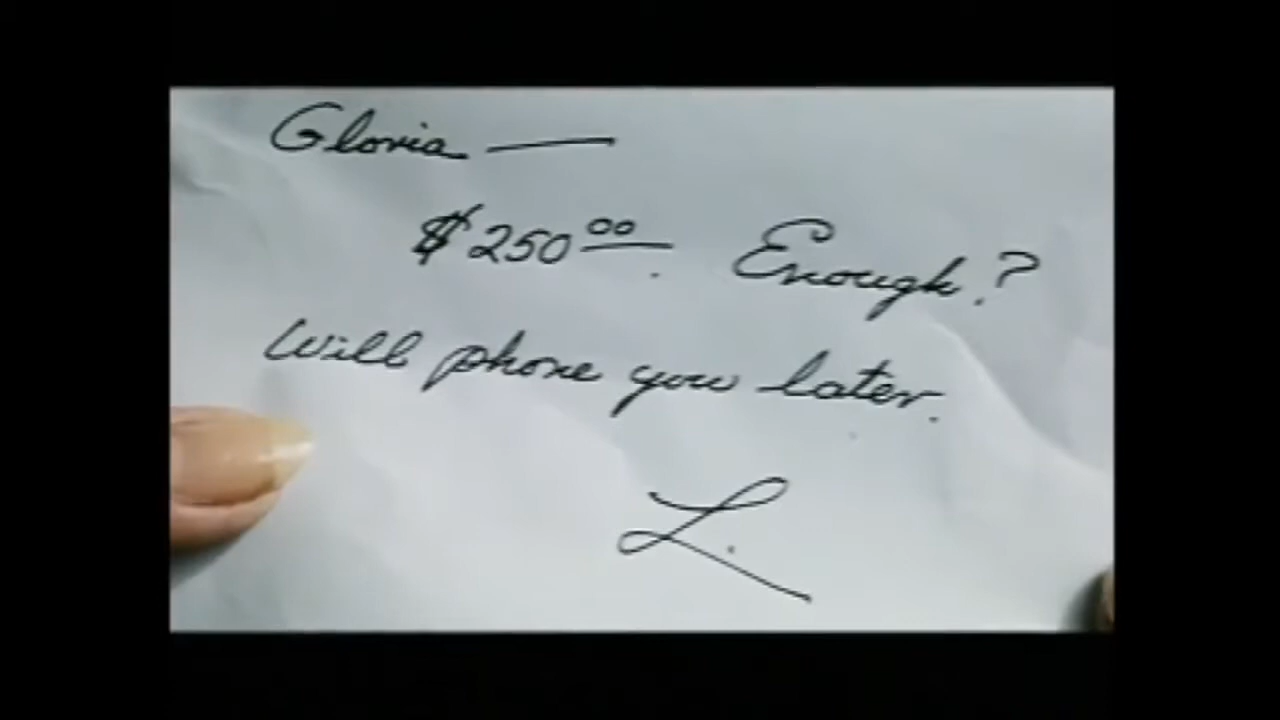 Gloria —
$250.00. Enough?
Will phone you later.
L.